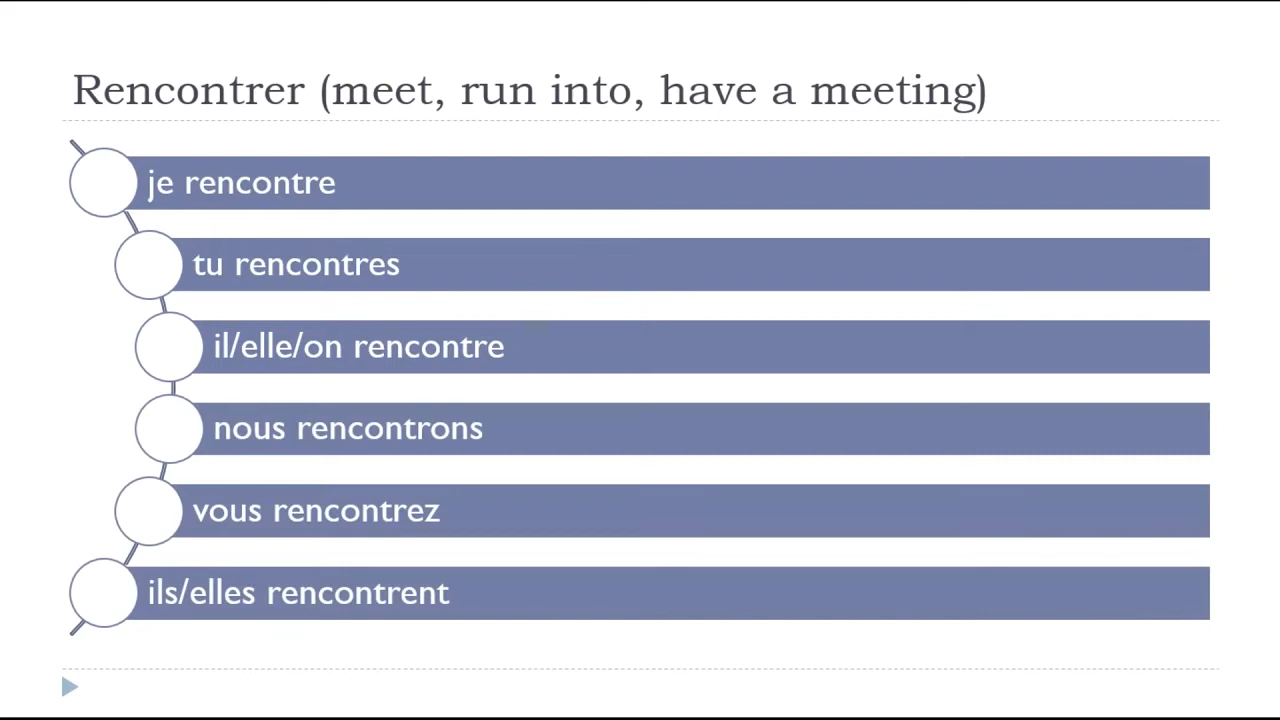 Rencontrer (meet, run into, have a meeting)
je rencontre
tu rencontres
il/elle/on rencontre
nous rencontrons
vous rencontrez
ils/elles rencontrent